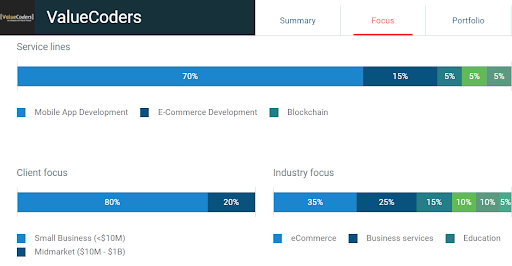 [ValueCoders]
ValueCoders
Summary
Focus
Portfolio
Service lines
70% 15% 5% 5% 5%
Mobile App Development E-Commerce Development Blockchain
Client focus
80% 20%
Small Business (<$10M)
Midmarket ($10M - $1B)
Industry focus
35% 25% 15% 10% 10% 5%
eCommerce Business services Education